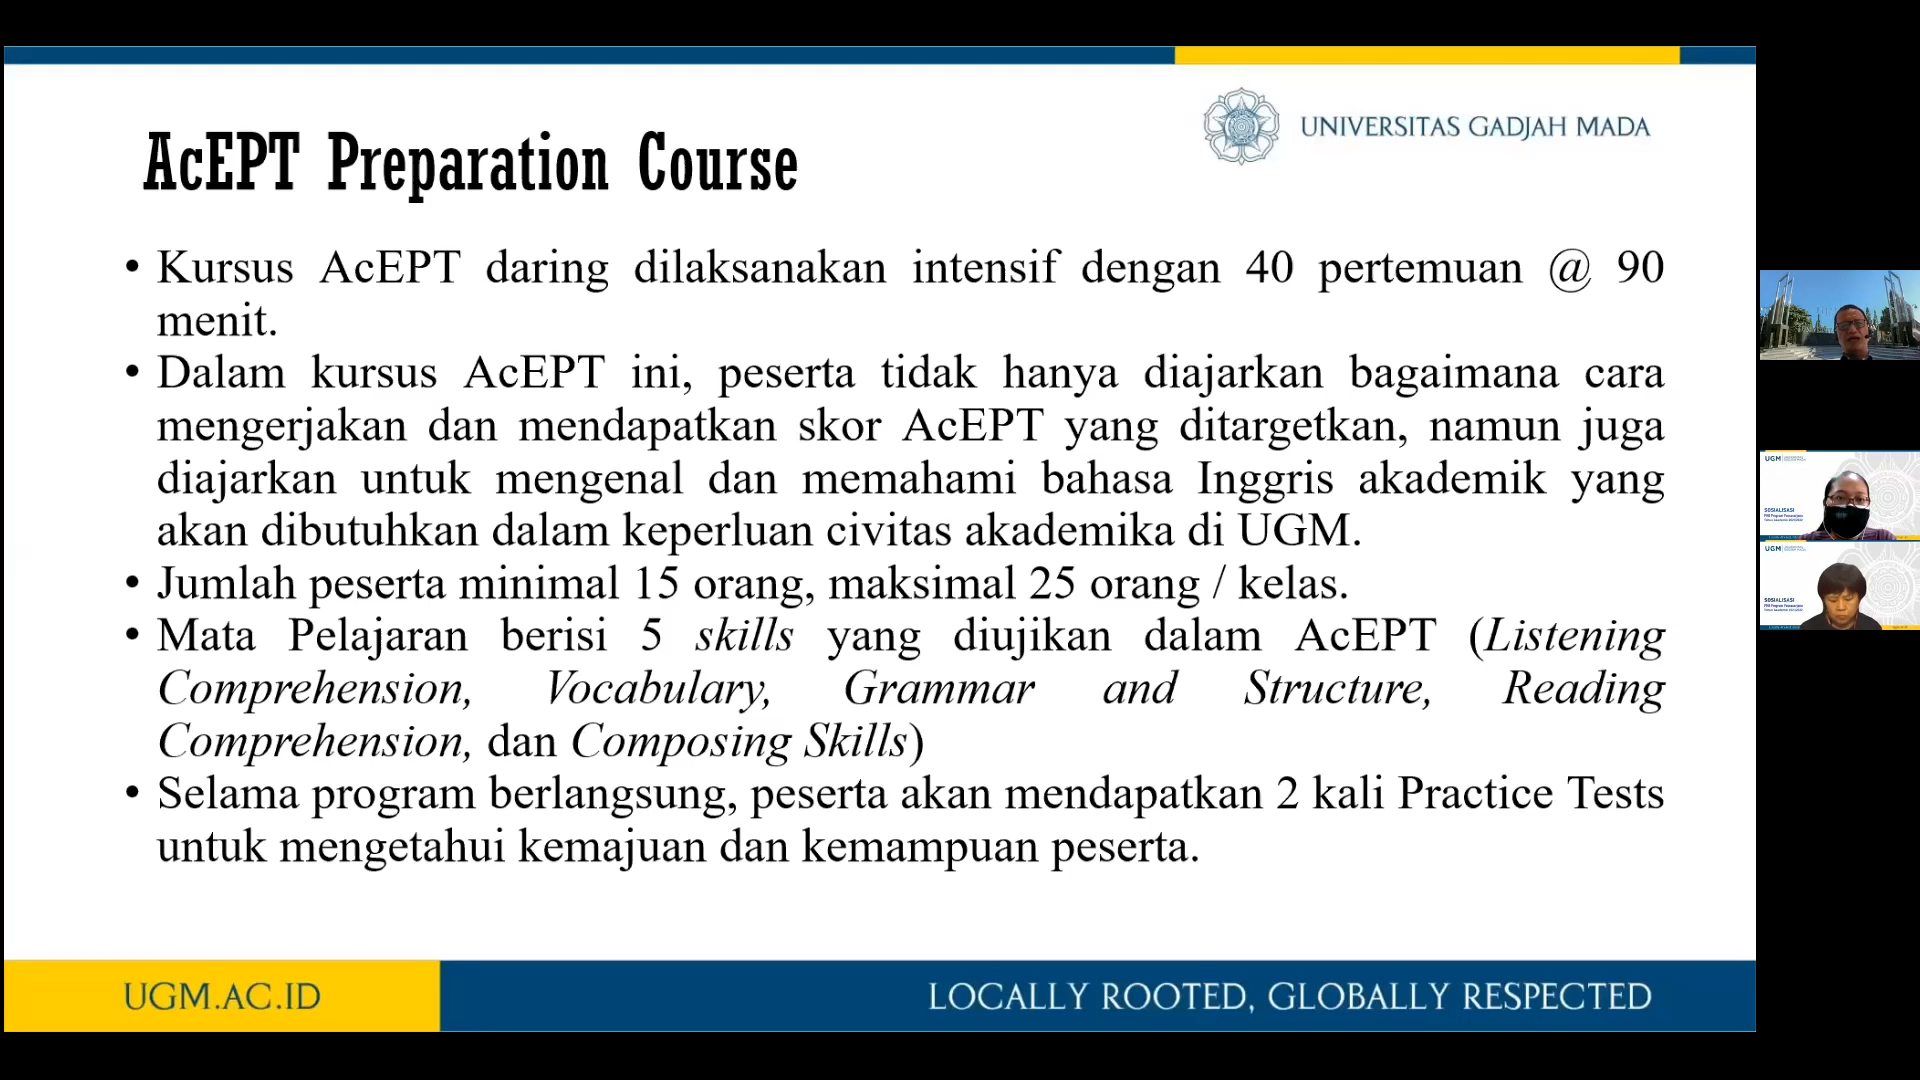 UNIVERSITAS GADJAH MADA
AcEPT Preparation Course
• Kursus AcEPT daring dilaksanakan intensif dengan 40 pertemuan @ 90
menit.
• Dalam kursus AcEPT ini, peserta tidak hanya diajarkan bagaimana cara
mengerjakan dan mendapatkan skor AcEPT yang ditargetkan, namun juga
diajarkan untuk mengenal dan memahami bahasa Inggris akademik yang
akan dibutuhkan dalam keperluan civitas akademika di UGM.
• Jumlah peserta minimal 15 orang, maksimal 25 orang / kelas.
• Mata Pelajaran berisi 5 skills yang diujikan dalam AcEPT (Listening
Comprehension, Vocabulary, Grammar and Structure, Reading
Comprehension, dan Composing Skills)
• Selama program berlangsung, peserta akan mendapatkan 2 kali Practice Tests
untuk mengetahui kemajuan dan kemampuan peserta.
UGM.AC.ID
LOCALLY ROOTED, GLOBALLY RESPECTED
UGM
SOSIALISASI
UGM
SOSIALISASI